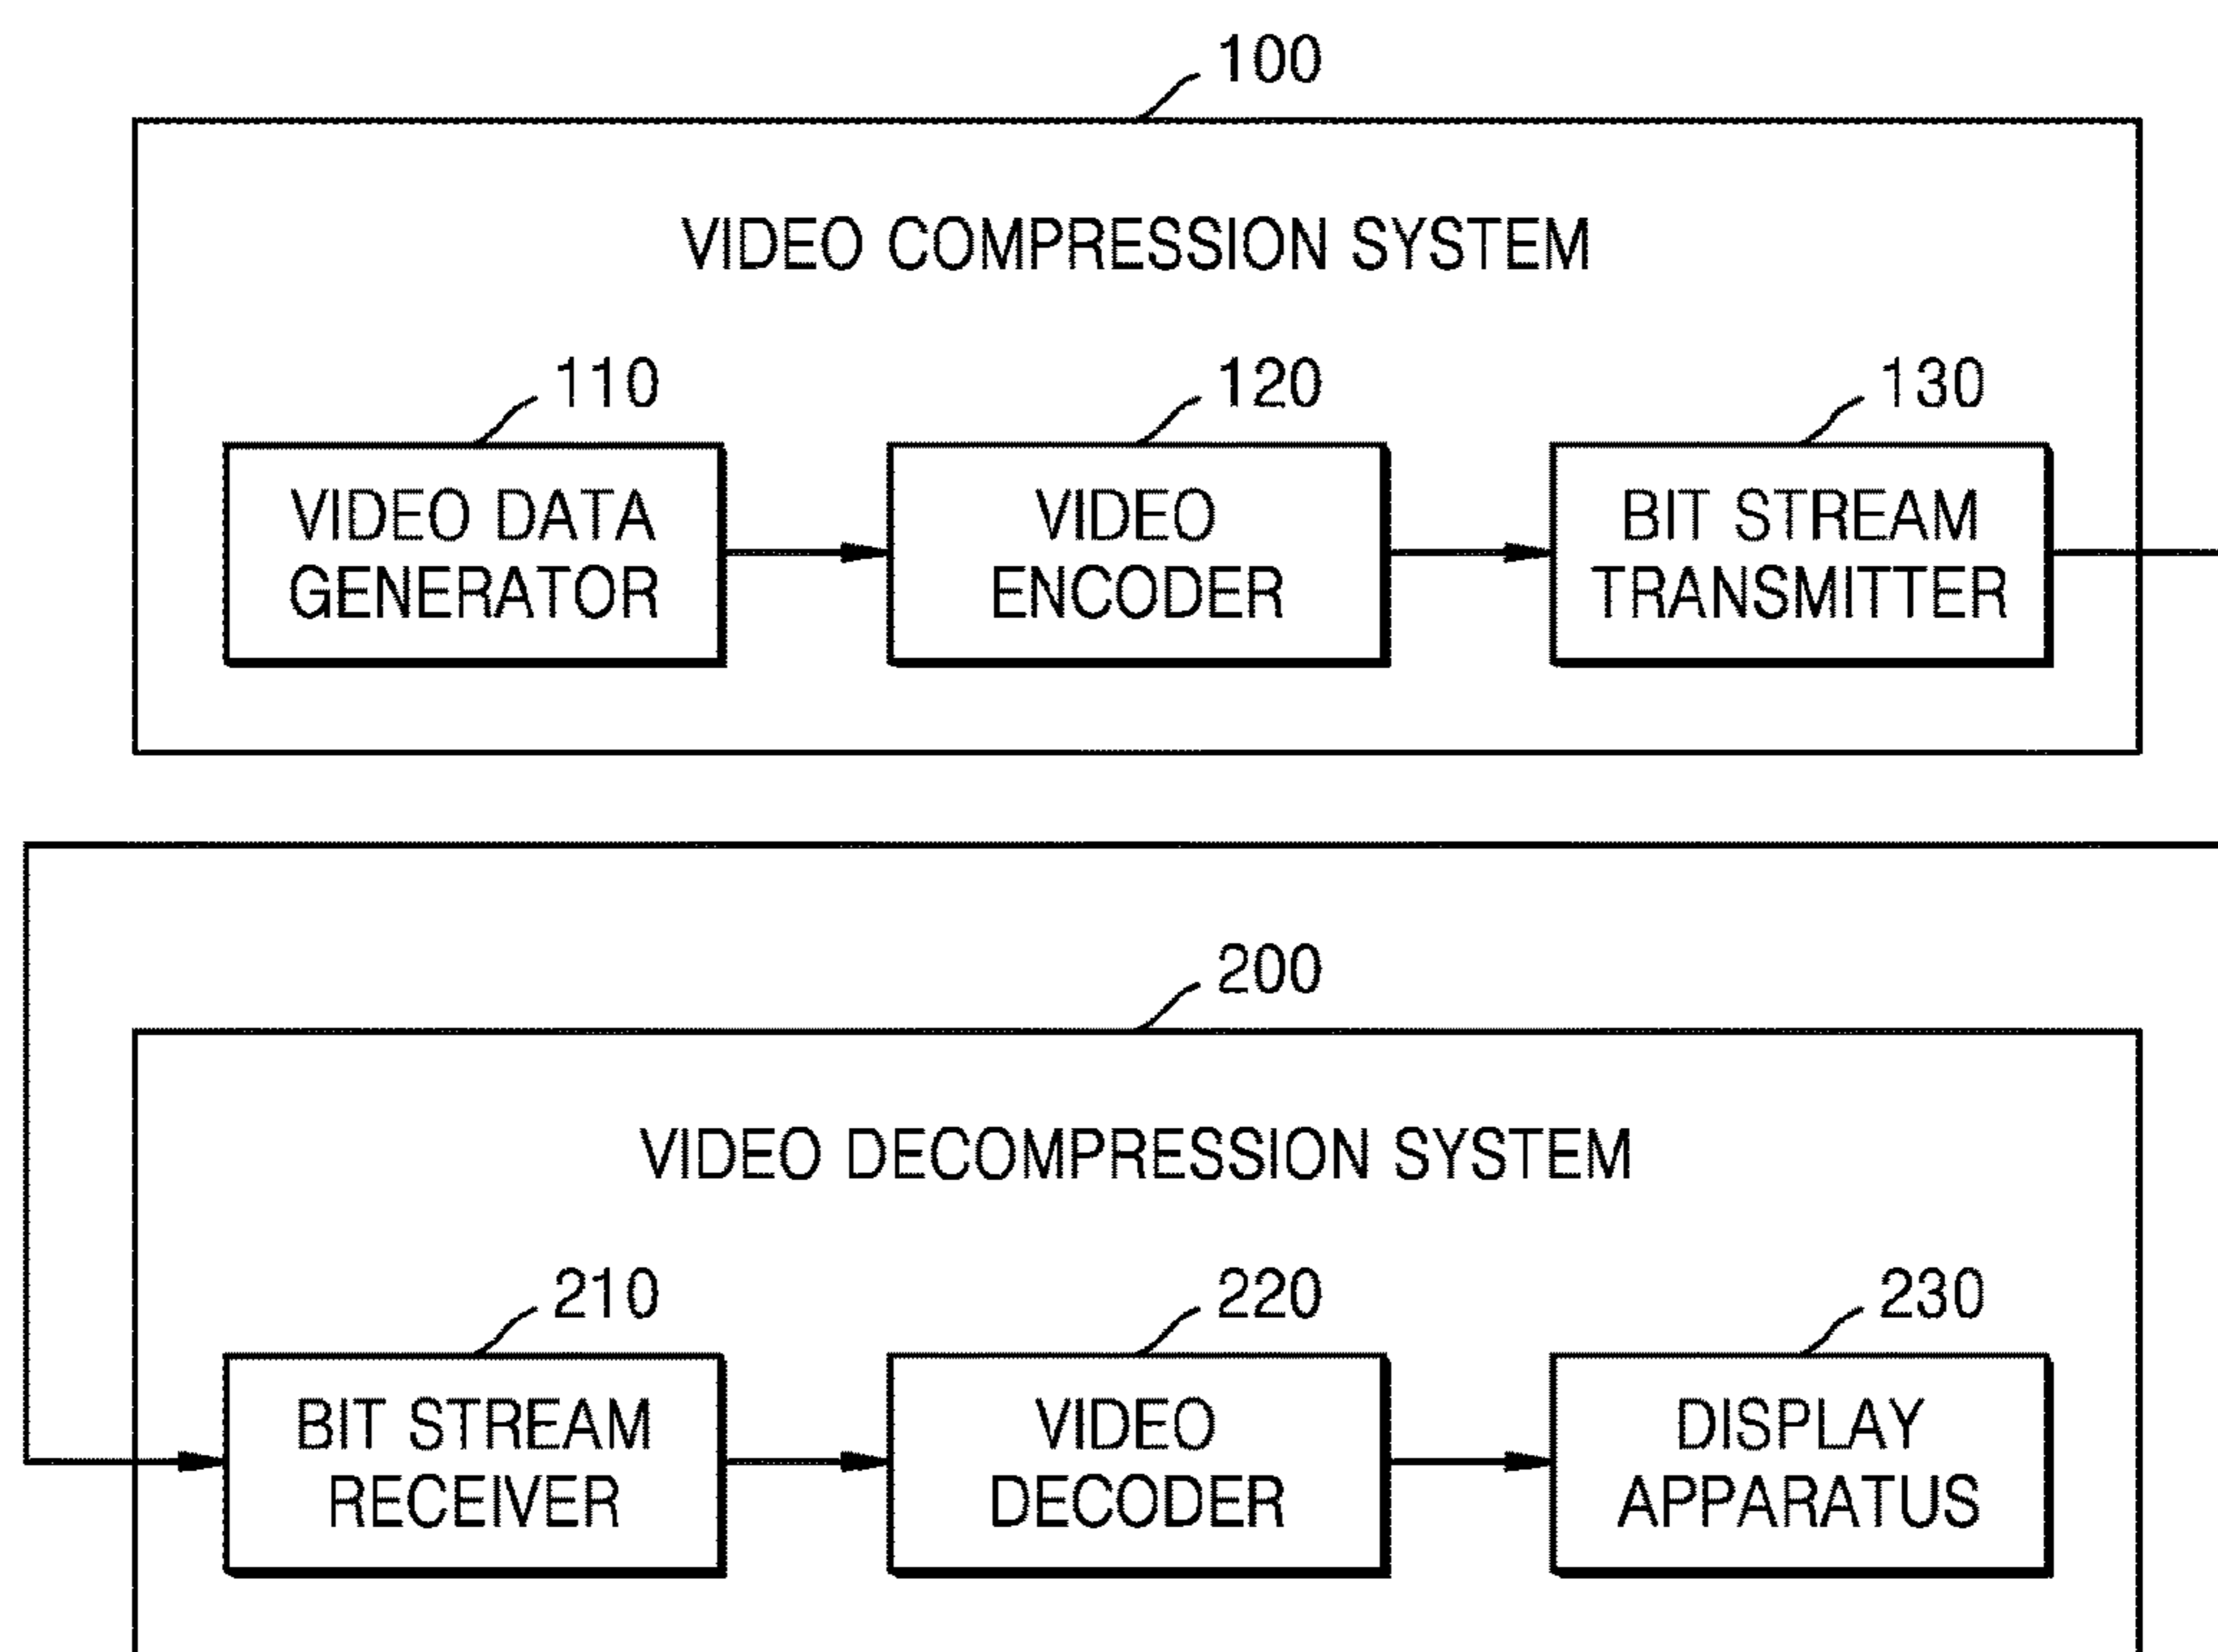 100
VIDEO COMPRESSION SYSTEM
110
120
130
VIDEO DATA
GENERATOR
VIDEO
ENCODER
BIT STREAM
TRANSMITTER
200
VIDEO DECOMPRESSION SYSTEM
210
220
230
BIT STREAM
RECEIVER
VIDEO
DECODER
DISPLAY
APPARATUS